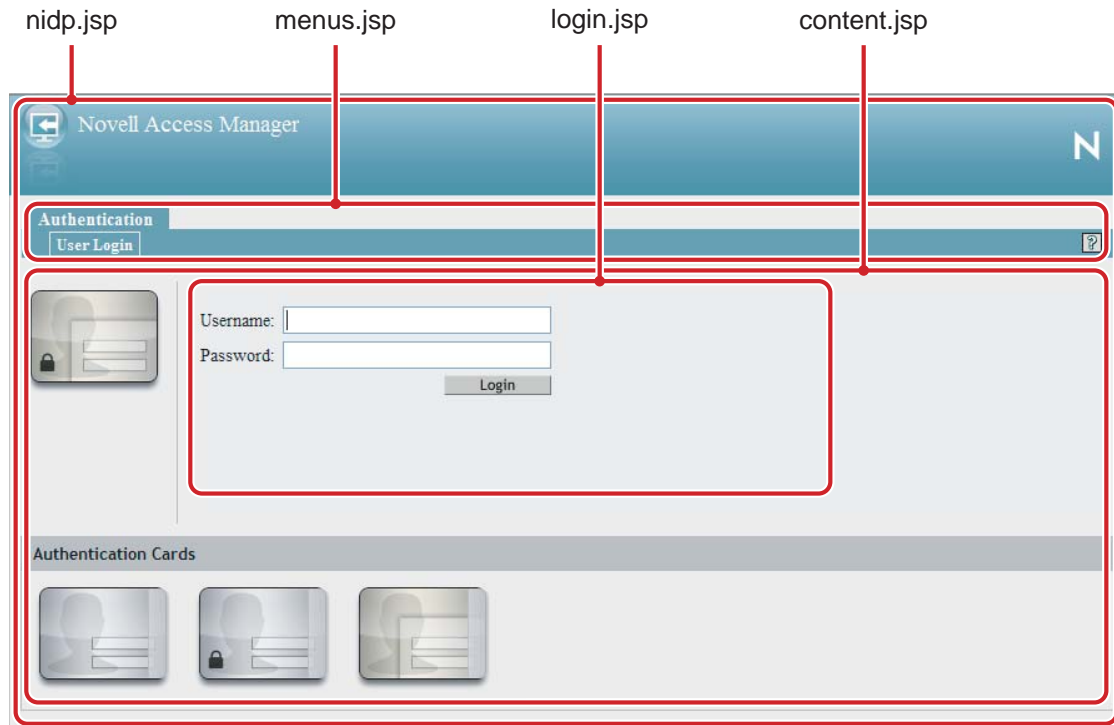 nidp.jsp menus.jsp login.jsp content.jsp
Novell Access Manager
N
Authentication
User Login ?
Username:
Password:
Login
Authentication Cards